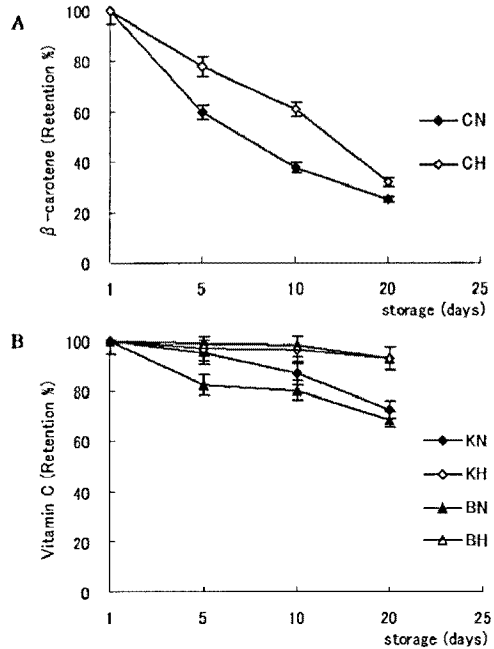 A
β-carotene (Retention %)
100
80
60
40
20
0
1 5 10 20 25
storage (days)
CN
CH
B
Vitamin C (Retention %)
100
80
60
40
20
0
1 5 10 20 25
storage (days)
KN
KH
BN
BH